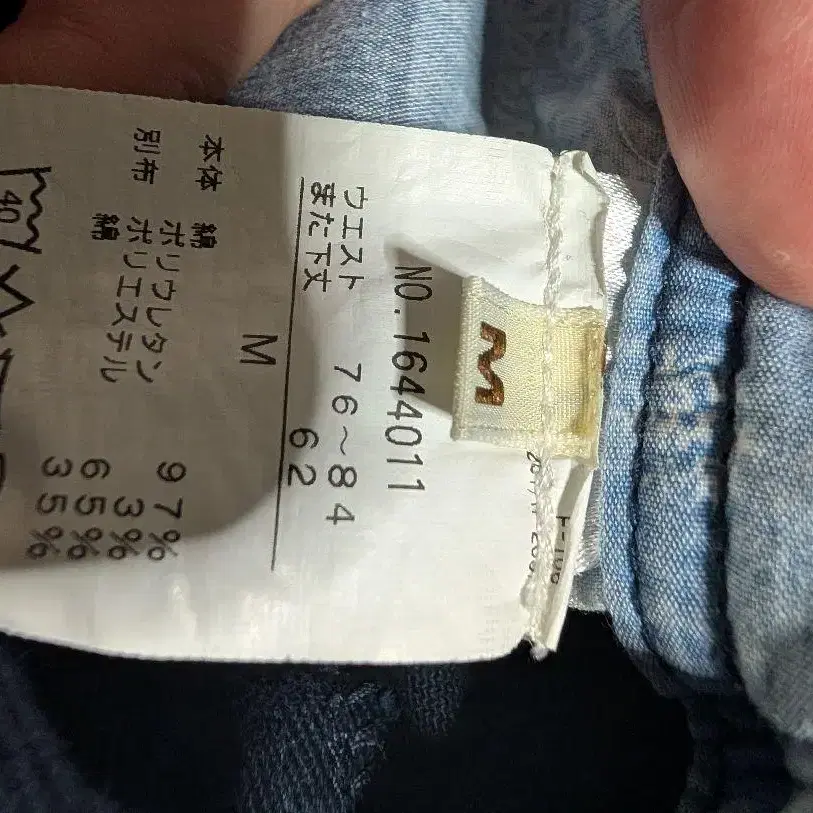 M
NO.1644011
ウエスト 76~84
また下丈 62
M
本体 綿 97%
ポリウレタン 3%
別布 ポリエステル 65%
綿 35%
40